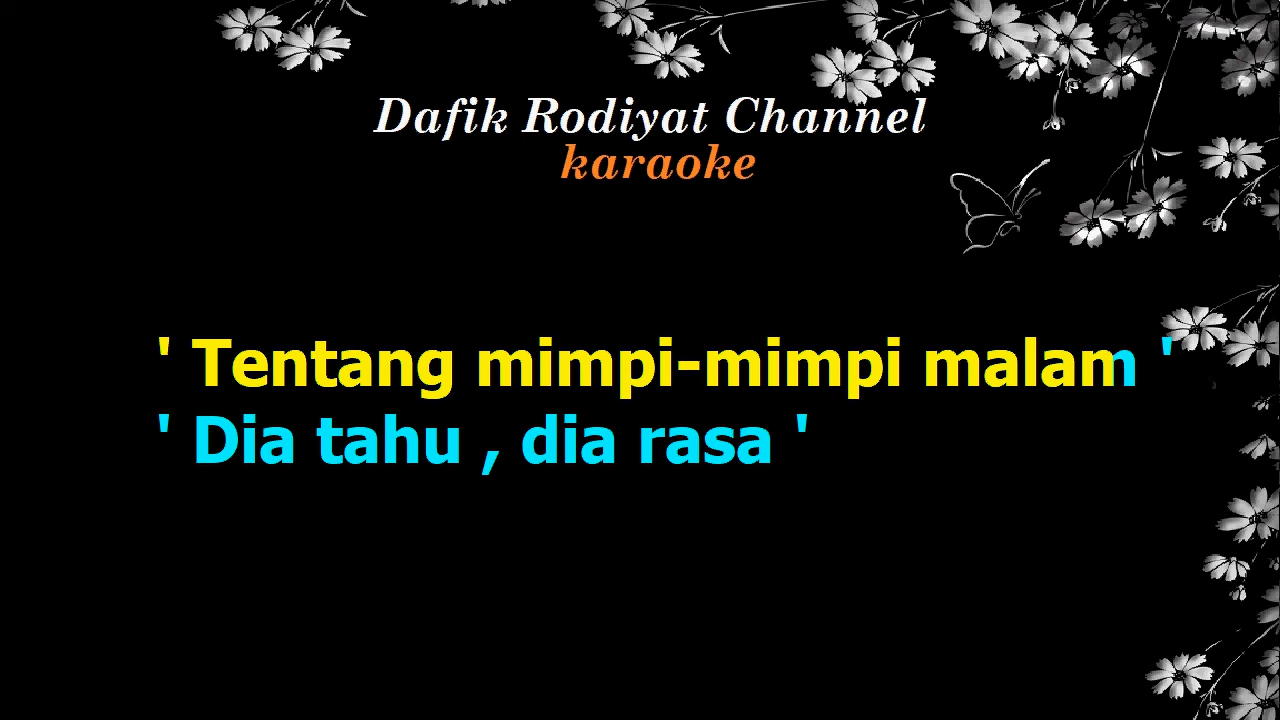 Dafik Rodiyat Channel
karaoke
' Tentang mimpi-mimpi malam '
' Dia tahu , dia rasa '